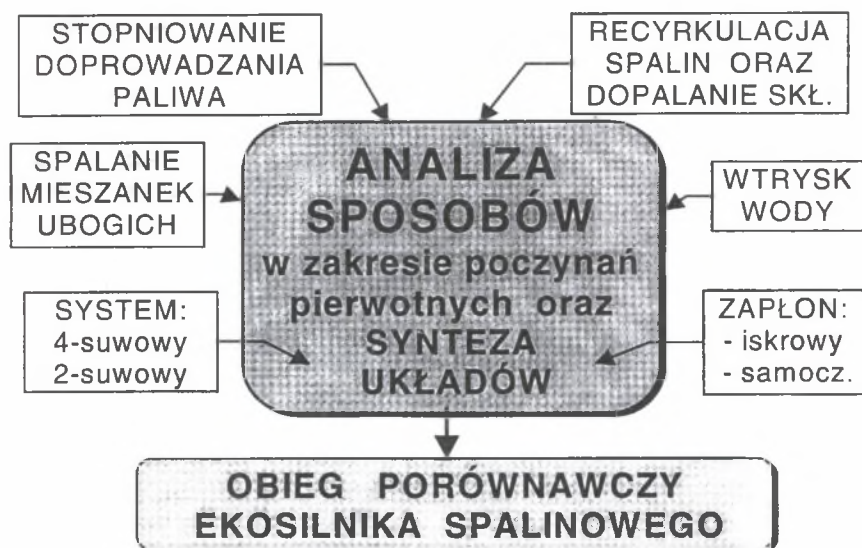 STOPNIOWANIE
DOPROWADZANIA
PALIWA
RECYRKULACJA
SPALIN ORAZ
DOPALANIE SKŁ.
SPALANIE
MIESZANEK
UBOGICH
ANALIZA
SPOSOBÓW
w zakresie poczynań
pierwotnych oraz
SYNTEZA
UKŁADÓW
WTRYSK
WODY
SYSTEM:
4-suwowy
2-suwowy
ZAPŁON:
- iskrowy
- samocz.
OBIEG PORÓWNAWCZY
EKOSILNIKA SPALINOWEGO